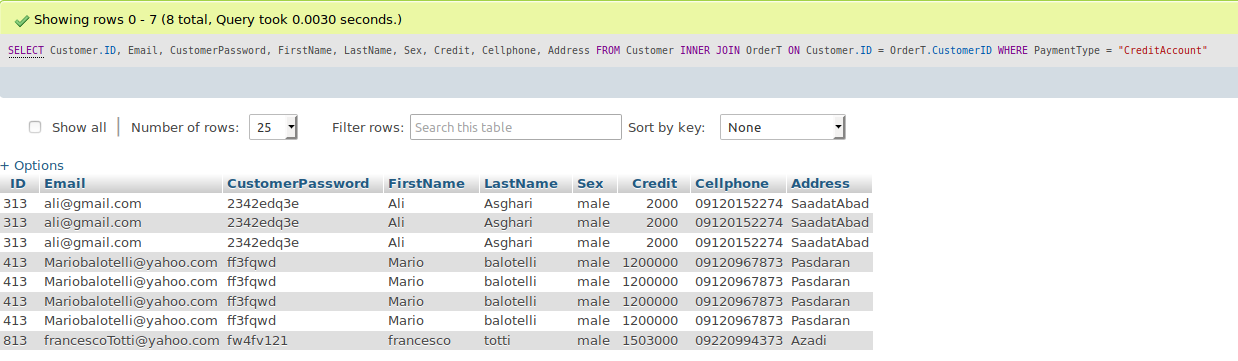 Showing rows 0 - 7 (8 total, Query took 0.0030 seconds.)
SELECT Customer.ID, Email, CustomerPassword, FirstName, LastName, Sex, Credit, Cellphone, Address FROM Customer INNER JOIN OrderT ON Customer.ID = OrderT.CustomerID WHERE PaymentType = "CreditAccount"
Show all Number of rows: 25 Filter rows: Search this table Sort by key: None
+ Options
ID Email CustomerPassword FirstName LastName Sex Credit Cellphone Address
313 ali@gmail.com 2342edq3e Ali Asghari male 2000 09120152274 SaadatAbad
313 ali@gmail.com 2342edq3e Ali Asghari male 2000 09120152274 SaadatAbad
313 ali@gmail.com 2342edq3e Ali Asghari male 2000 09120152274 SaadatAbad
413 Mariobalotelli@yahoo.com ff3fqwd Mario balotelli male 1200000 09120967873 Pasdaran
413 Mariobalotelli@yahoo.com ff3fqwd Mario balotelli male 1200000 09120967873 Pasdaran
413 Mariobalotelli@yahoo.com ff3fqwd Mario balotelli male 1200000 09120967873 Pasdaran
413 Mariobalotelli@yahoo.com ff3fqwd Mario balotelli male 1200000 09120967873 Pasdaran
813 francescoTotti@yahoo.com fw4fv121 francesco totti male 1503000 09220994373 Azadi